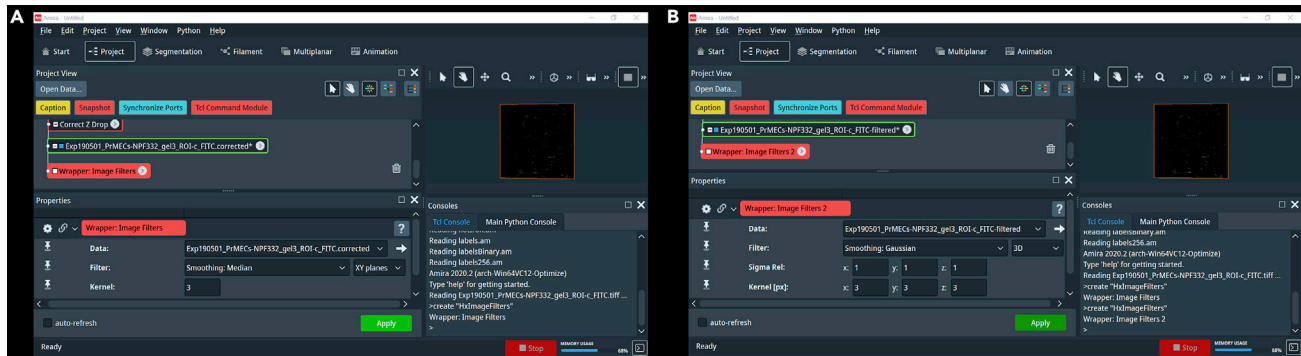 A
Amira - Untitled
File Edit Project View Window Python Help
Start Project Segmentation Filament Multiplanar Animation
Project View
Open Data...
Caption Snapshot Synchronize Ports Tcl Command Module
Correct Z Drop
Exp190501_PrMECs-NPF332_gel3_ROI-c_FITC.corrected*
Wrapper: Image Filters
Properties
Wrapper: Image Filters
?
Data: Exp190501_PrMECs-NPF332_gel3_ROI-c_FITC.corrected
Filter: Smoothing: Median XY planes
Kernel: 3
auto-refresh
Apply
Consoles
Tcl Console Main Python Console
Reading labels.am
Reading labelsBinary.am
Reading labels256.am
Amira 2020.2 (arch-Win64VC12-Optimize)
Type 'help' for getting started.
Reading Exp190501_PrMECs-NPF332_gel3_ROI-c_FITC.tiff ...
>create "HxImageFilters"
Wrapper: Image Filters
>
Ready
Stop
MEMORY USAGE
68%
B
Amira - Untitled
File Edit Project View Window Python Help
Start Project Segmentation Filament Multiplanar Animation
Project View
Open Data...
Caption Snapshot Synchronize Ports Tcl Command Module
Exp190501_PrMECs-NPF332_gel3_ROI-c_FITC-filtered*
Wrapper: Image Filters 2
Properties
Wrapper: Image Filters 2
?
Data: Exp190501_PrMECs-NPF332_gel3_ROI-c_FITC-filtered
Filter: Smoothing: Gaussian 3D
Sigma Rel: x: 1 y: 1 z: 1
Kernel [px]: x: 3 y: 3 z: 3
auto-refresh
Apply
Consoles
Tcl Console Main Python Console
Reading labelsBinary.am
Reading labels256.am
Amira 2020.2 (arch-Win64VC12-Optimize)
Type 'help' for getting started.
Reading Exp190501_PrMECs-NPF332_gel3_ROI-c_FITC.tiff ...
>create "HxImageFilters"
Wrapper: Image Filters
>create "HxImageFilters"
Wrapper: Image Filters 2
>
Ready
Stop
MEMORY USAGE
68%